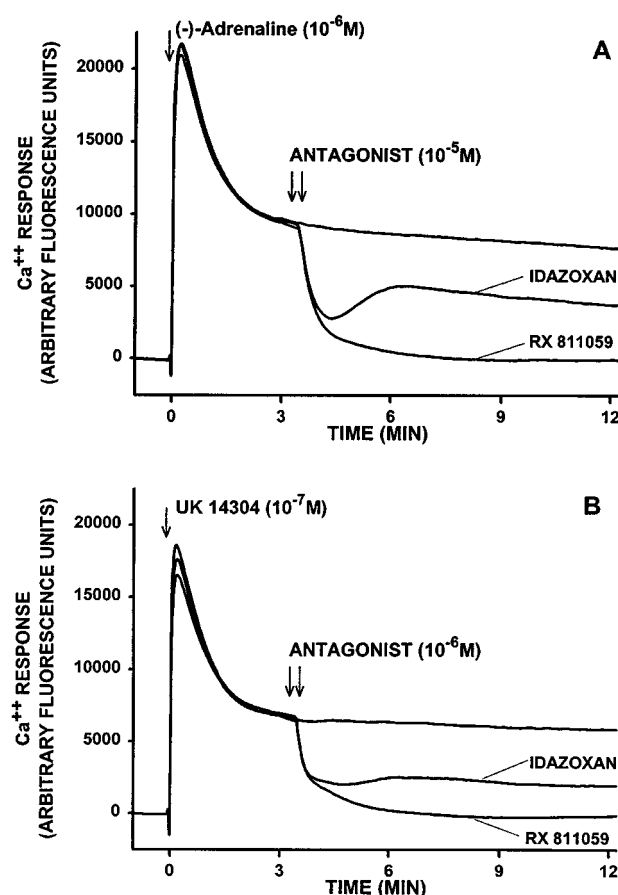 (-)-Adrenaline (10⁻⁶M)
A
20000
15000
10000
5000
0
Ca⁺⁺ RESPONSE
(ARBITRARY FLUORESCENCE UNITS)
ANTAGONIST (10⁻⁵M)
IDAZOXAN
RX 811059
0 3 6 9 12
TIME (MIN)
UK 14304 (10⁻⁷M)
B
20000
15000
10000
5000
0
Ca⁺⁺ RESPONSE
(ARBITRARY FLUORESCENCE UNITS)
ANTAGONIST (10⁻⁶M)
IDAZOXAN
RX 811059
0 3 6 9 12
TIME (MIN)